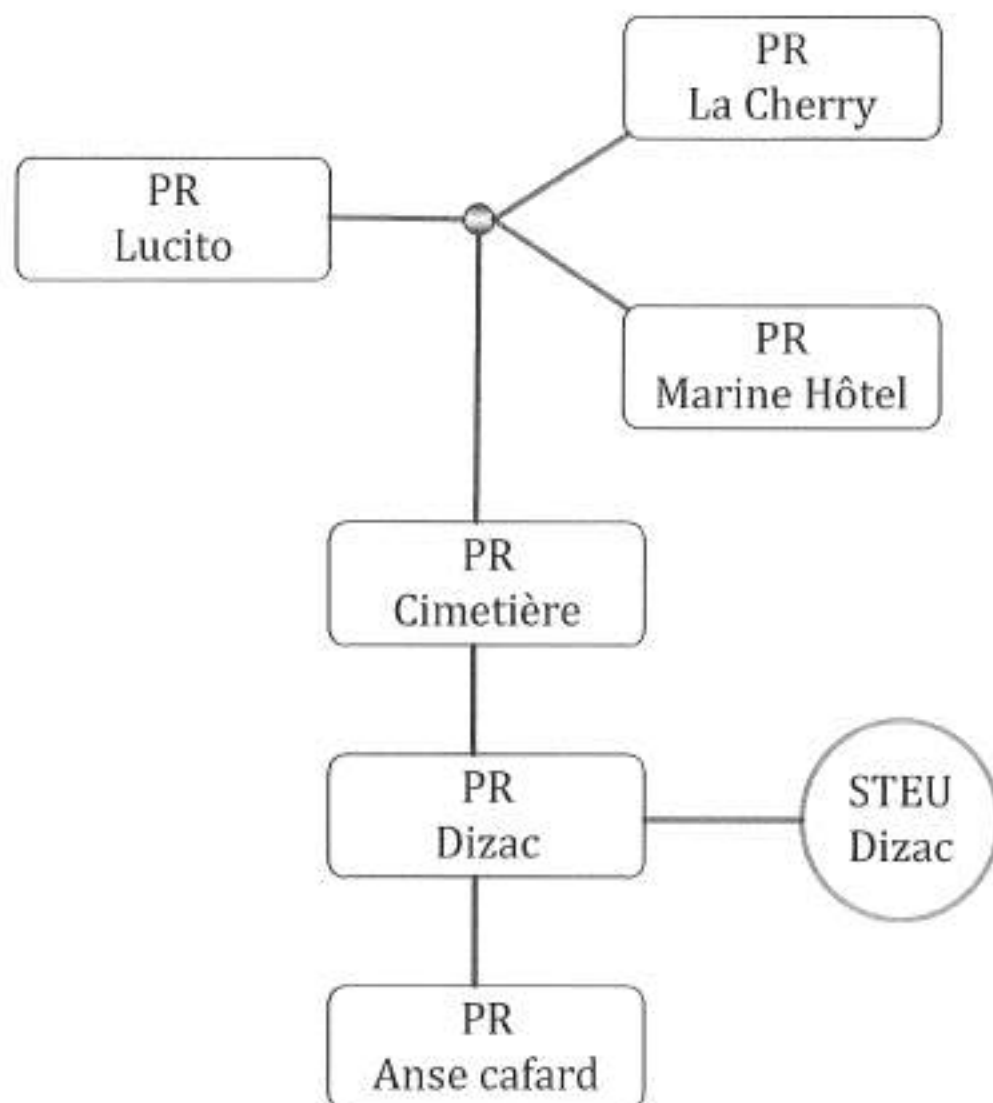 PR
La Cherry
PR
Lucito
PR
Marine Hôtel
PR
Cimetière
PR
Dizac
STEU
Dizac
PR
Anse cafard